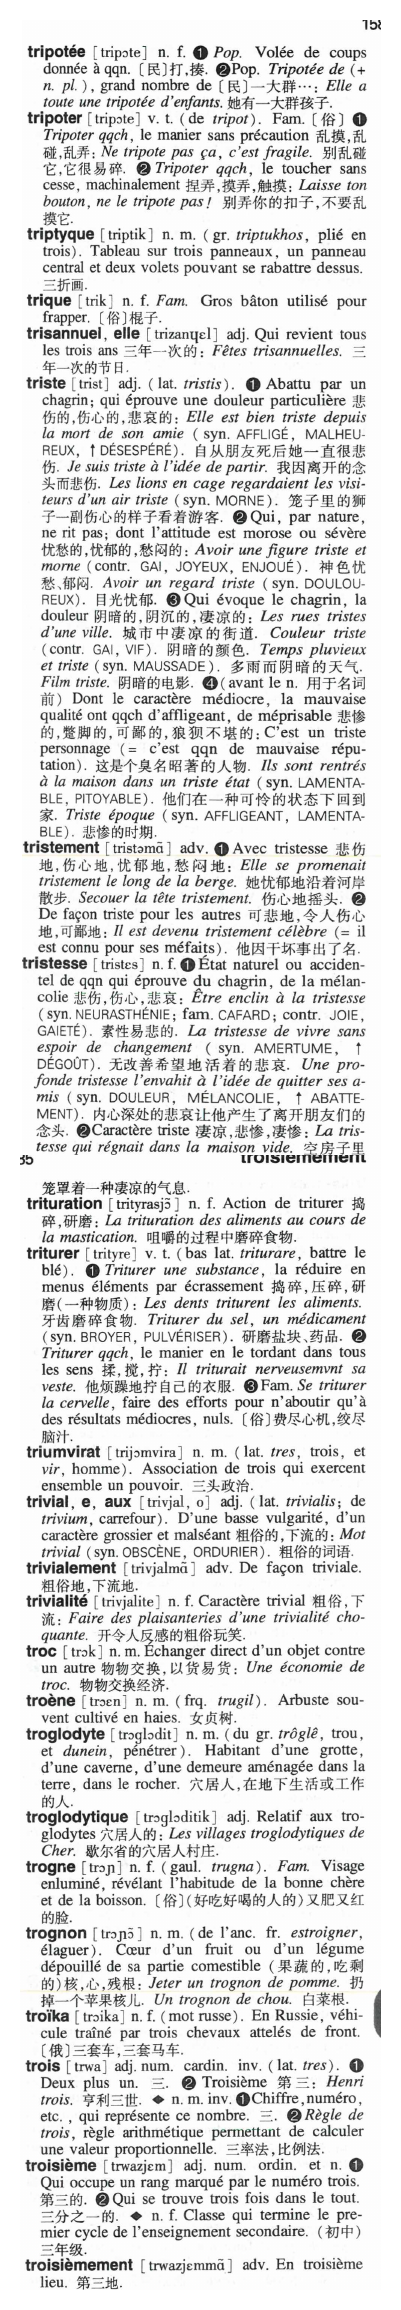 158
tripotée [tripɔte] n. f. ❶ Pop. Volée de coups
donnée à qqn. 〔民〕打,揍. ❷Pop. Tripotée de (+
n. pl.), grand nombre de〔民〕一大群…: Elle a
toute une tripotée d'enfants. 她有一大群孩子.
tripoter [tripɔte] v. t. (de tripot). Fam.〔俗〕❶
Tripoter qqch, le manier sans précaution 乱摸,乱
碰,乱弄: Ne tripote pas ça, c'est fragile. 别乱碰
它,它很易碎. ❷ Tripoter qqch, le toucher sans
cesse, machinalement 捏弄,摸弄,触摸: Laisse ton
bouton, ne le tripote pas! 别弄你的扣子,不要乱
摸它.
triptyque [triptik] n. m. (gr. triptukhos, plié en
trois). Tableau sur trois panneaux, un panneau
central et deux volets pouvant se rabattre dessus.
三折画.
trique [trik] n. f. Fam. Gros bâton utilisé pour
frapper.〔俗〕棍子.
trisannuel, elle [trizanɥɛl] adj. Qui revient tous
les trois ans 三年一次的: Fêtes trisannuelles. 三
年一次的节日.
triste [trist] adj. (lat. tristis). ❶ Abattu par un
chagrin; qui éprouve une douleur particulière 悲
伤的,伤心的,悲哀的: Elle est bien triste depuis
la mort de son amie (syn. AFFLIGÉ, MALHEU-
REUX, ↑DÉSESPÉRÉ). 自从朋友死后她一直很悲
伤. Je suis triste à l'idée de partir. 我因离开的念
头而悲伤. Les lions en cage regardaient les visi-
teurs d'un air triste (syn. MORNE). 笼子里的狮
子一副伤心的样子看着游客. ❷Qui, par nature,
ne rit pas; dont l'attitude est morose ou sévère
忧愁的,忧郁的,愁闷的: Avoir une figure triste et
morne (contr. GAI, JOYEUX, ENJOUÉ). 神色忧
愁、郁闷. Avoir un regard triste (syn. DOULOU-
REUX). 目光忧郁. ❸Qui évoque le chagrin, la
douleur 阴暗的,阴沉的,凄凉的: Les rues tristes
d'une ville. 城市中凄凉的街道. Couleur triste
(contr. GAI, VIF). 阴暗的颜色. Temps pluvieux
et triste (syn. MAUSSADE). 多雨而阴暗的天气.
Film triste. 阴暗的电影. ❹(avant le n. 用于名词
前) Dont le caractère médiocre, la mauvaise
qualité ont qqch d'affligeant, de méprisable 悲惨
的,蹩脚的,可鄙的,狼狈不堪的: C'est un triste
personnage (= c'est qqn de mauvaise répu-
tation). 这是个臭名昭著的人物. Ils sont rentrés
à la maison dans un triste état (syn. LAMENTA-
BLE, PITOYABLE). 他们在一种可怜的状态下回到
家. Triste époque (syn. AFFLIGEANT, LAMENTA-
BLE). 悲惨的时期.
tristement [tristəmɑ̃] adv. ❶Avec tristesse 悲伤
地,伤心地,忧郁地,愁闷地: Elle se promenait
tristement le long de la berge. 她忧郁地沿着河岸
散步. Secouer la tête tristement. 伤心地摇头. ❷
De façon triste pour les autres 可悲地,令人伤心
地,可鄙地: Il est devenu tristement célèbre (= il
est connu pour ses méfaits). 他因干坏事出了名.
tristesse [tristɛs] n. f. ❶État naturel ou acciden-
tel de qqn qui éprouve du chagrin, de la mélan-
colie 悲伤,伤心,悲哀: Être enclin à la tristesse
(syn. NEURASTHÉNIE; fam. CAFARD; contr. JOIE,
GAIETÉ). 素性易悲的. La tristesse de vivre sans
espoir de changement (syn. AMERTUME, ↑
DÉGOÛT). 无改善希望地活着的悲哀. Une pro-
fonde tristesse l'envahit à l'idée de quitter ses a-
mis (syn. DOULEUR, MÉLANCOLIE, ↑ ABATTE-
MENT). 内心深处的悲哀让他产生了离开朋友们的
念头. ❷Caractère triste 凄凉,悲惨,凄惨: La tris-
tesse qui régnait dans la maison vide. 空房子里
troisièmement
笼罩着一种凄凉的气息.
trituration [trityrasjɔ̃] n. f. Action de triturer 捣
碎,研磨: La trituration des aliments au cours de
la mastication. 咀嚼的过程中磨碎食物.
triturer [trityre] v. t. (bas lat. triturare, battre le
blé). ❶ Triturer une substance, la réduire en
menus éléments par écrassement 捣碎,压碎,研
磨(一种物质): Les dents triturent les aliments.
牙齿磨碎食物. Triturer du sel, un médicament
(syn. BROYER, PULVÉRISER). 研磨盐块、药品. ❷
Triturer qqch, le manier en le tordant dans tous
les sens 揉,搅,拧: Il triturait nerveusemvnt sa
veste. 他烦躁地拧自己的衣服. ❸Fam. Se triturer
la cervelle, faire des efforts pour n'aboutir qu'à
des résultats médiocres, nuls.〔俗〕费尽心机,绞尽
脑汁.
triumvirat [trijɔmvira] n. m. (lat. tres, trois, et
vir, homme). Association de trois qui exercent
ensemble un pouvoir. 三头政治.
trivial, e, aux [trivjal, o] adj. (lat. trivialis; de
trivium, carrefour). D'une basse vulgarité, d'un
caractère grossier et malséant 粗俗的,下流的: Mot
trivial (syn. OBSCÈNE, ORDURIER). 粗俗的词语.
trivialement [trivjalmɑ̃] adv. De façon triviale.
粗俗地,下流地.
trivialité [trivjalite] n. f. Caractère trivial 粗俗,下
流: Faire des plaisanteries d'une trivialité cho-
quante. 开令人反感的粗俗玩笑.
troc [trɔk] n. m. Échanger direct d'un objet contre
un autre 物物交换,以货易货: Une économie de
troc. 物物交换经济.
troène [trɔɛn] n. m. (frq. trugil). Arbuste sou-
vent cultivé en haies. 女贞树.
troglodyte [trɔglɔdit] n. m. (du gr. trôglê, trou,
et dunein, pénétrer). Habitant d'une grotte,
d'une caverne, d'une demeure aménagée dans la
terre, dans le rocher. 穴居人,在地下生活或工作
的人.
troglodytique [trɔglɔditik] adj. Relatif aux tro-
glodytes 穴居人的: Les villages troglodytiques de
Cher. 歇尔省的穴居人村庄.
trogne [trɔɲ] n. f. (gaul. trugna). Fam. Visage
enluminé, révélant l'habitude de la bonne chère
et de la boisson.〔俗〕(好吃好喝的人的)又肥又红
的脸.
trognon [trɔɲɔ̃] n. m. (de l'anc. fr. estroigner,
élaguer). Cœur d'un fruit ou d'un légume
dépouillé de sa partie comestible (果蔬的,吃剩
的)核,心,残根: Jeter un trognon de pomme. 扔
掉一个苹果核儿. Un trognon de chou. 白菜根.
troïka [trɔika] n. f. (mot russe). En Russie, véhi-
cule traîné par trois chevaux attelés de front.
〔俄〕三套车,三套马车.
trois [trwa] adj. num. cardin. inv. (lat. tres). ❶
Deux plus un. 三. ❷ Troisième 第三: Henri
trois. 亨利三世. ◆ n. m. inv. ❶Chiffre,numéro,
etc., qui représente ce nombre. 三. ❷Règle de
trois, règle arithmétique permettant de calculer
une valeur proportionnelle. 三率法,比例法.
troisième [trwazjɛm] adj. num. ordin. et n. ❶
Qui occupe un rang marqué par le numéro trois.
第三的. ❷Qui se trouve trois fois dans le tout.
三分之一的. ◆ n. f. Classe qui termine le pre-
mier cycle de l'enseignement secondaire. (初中)
三年级.
troisièmement [trwazjɛmmɑ̃] adv. En troisième
lieu. 第三地.